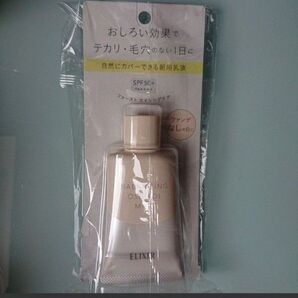 おしろい効果で
テカリ・毛穴のない1日に
自然にカバーできる朝用乳液
SPF50+
PA++++
ファンデ
なしの日に
ELIXIR